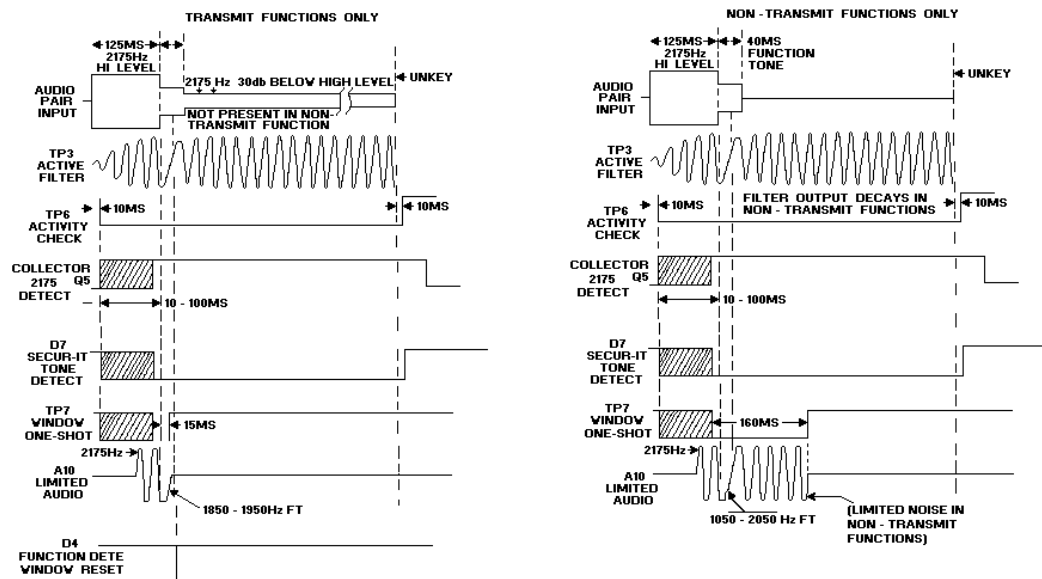 TRANSMIT FUNCTIONS ONLY
125MS
2175Hz
HI LEVEL
2175 Hz 30db BELOW HIGH LEVEL
UNKEY
AUDIO
PAIR
INPUT
NOT PRESENT IN NON-
TRANSMIT FUNCTION
TP3
ACTIVE
FILTER
10MS
10MS
TP6
ACTIVITY
CHECK
COLLECTOR
Q5
2175
DETECT
10 - 100MS
D7
SECUR-IT
TONE
DETECT
TP7
WINDOW
ONE-SHOT
15MS
2175Hz
A10
LIMITED
AUDIO
1850 - 1950Hz FT
D4
FUNCTION DETE
WINDOW RESET
NON - TRANSMIT FUNCTIONS ONLY
125MS
40MS
2175Hz
FUNCTION
HI LEVEL
TONE
UNKEY
AUDIO
PAIR
INPUT
TP3
ACTIVE
FILTER
FILTER OUTPUT DECAYS IN
NON - TRANSMIT FUNCTIONS
10MS
10MS
TP6
ACTIVITY
CHECK
COLLECTOR
Q5
2175
DETECT
10 - 100MS
D7
SECUR-IT
TONE
DETECT
TP7
WINDOW
ONE-SHOT
160MS
2175Hz
A10
LIMITED
AUDIO
1050 - 2050 Hz FT
(LIMITED NOISE IN
NON - TRANSMIT
FUNCTIONS)